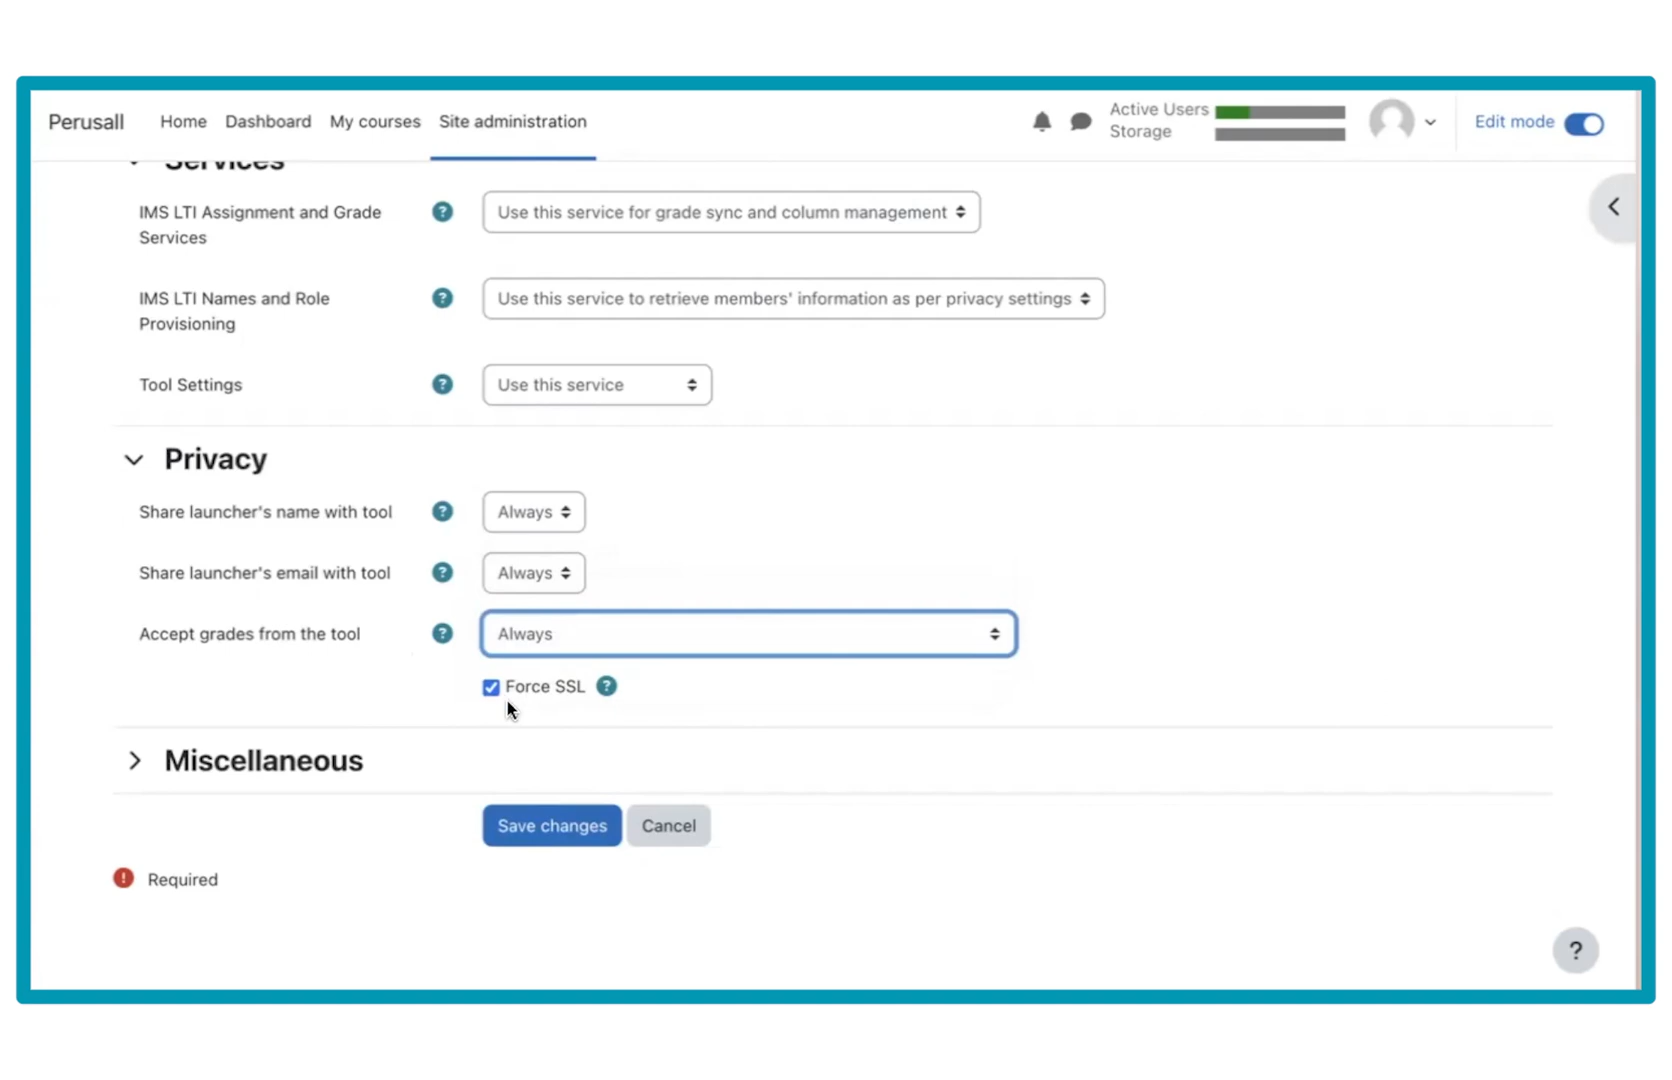 Perusall Home Dashboard My courses Site administration Active Users Edit mode
Storage
Services
IMS LTI Assignment and Grade ? Use this service for grade sync and column management
Services
IMS LTI Names and Role ? Use this service to retrieve members' information as per privacy settings
Provisioning
Tool Settings ? Use this service
Privacy
Share launcher's name with tool ? Always
Share launcher's email with tool ? Always
Accept grades from the tool ? Always
Force SSL ?
Miscellaneous
Save changes Cancel
! Required
?